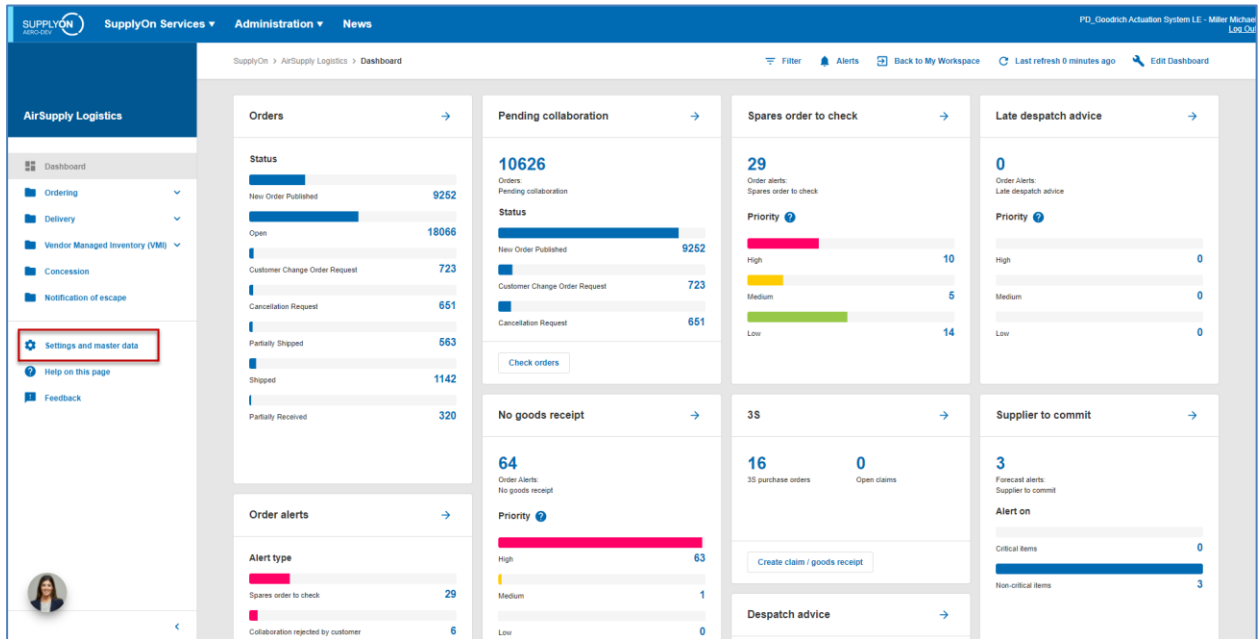 SUPPLYON
AERO-DEV
SupplyOn Services ▾ Administration ▾ News
PD_Goodrich Actuation System LE - Miller Michael
Log Out
SupplyOn > AirSupply Logistics > Dashboard
Filter Alerts Back to My Workspace Last refresh 0 minutes ago Edit Dashboard
AirSupply Logistics
Dashboard
Ordering
Delivery
Vendor Managed Inventory (VMI)
Concession
Notification of escape
Settings and master data
Help on this page
Feedback
Orders
Status
New Order Published 9252
Open 18066
Customer Change Order Request 723
Cancellation Request 651
Partially Shipped 563
Shipped 1142
Partially Received 320
Order alerts
Alert type
Spares order to check 29
Collaboration rejected by customer 6
Pending collaboration
10626
Orders:
Pending collaboration
Status
New Order Published 9252
Customer Change Order Request 723
Cancellation Request 651
Check orders
No goods receipt
64
Order Alerts:
No goods receipt
Priority
High 63
Medium 1
Low 0
Spares order to check
29
Order alerts:
Spares order to check
Priority
High 10
Medium 5
Low 14
3S
16 0
3S purchase orders Open claims
Create claim / goods receipt
Despatch advice
Late despatch advice
0
Order Alerts:
Late despatch advice
Priority
High 0
Medium 0
Low 0
Supplier to commit
3
Forecast alerts:
Supplier to commit
Alert on
Critical items 0
Non-critical items 3